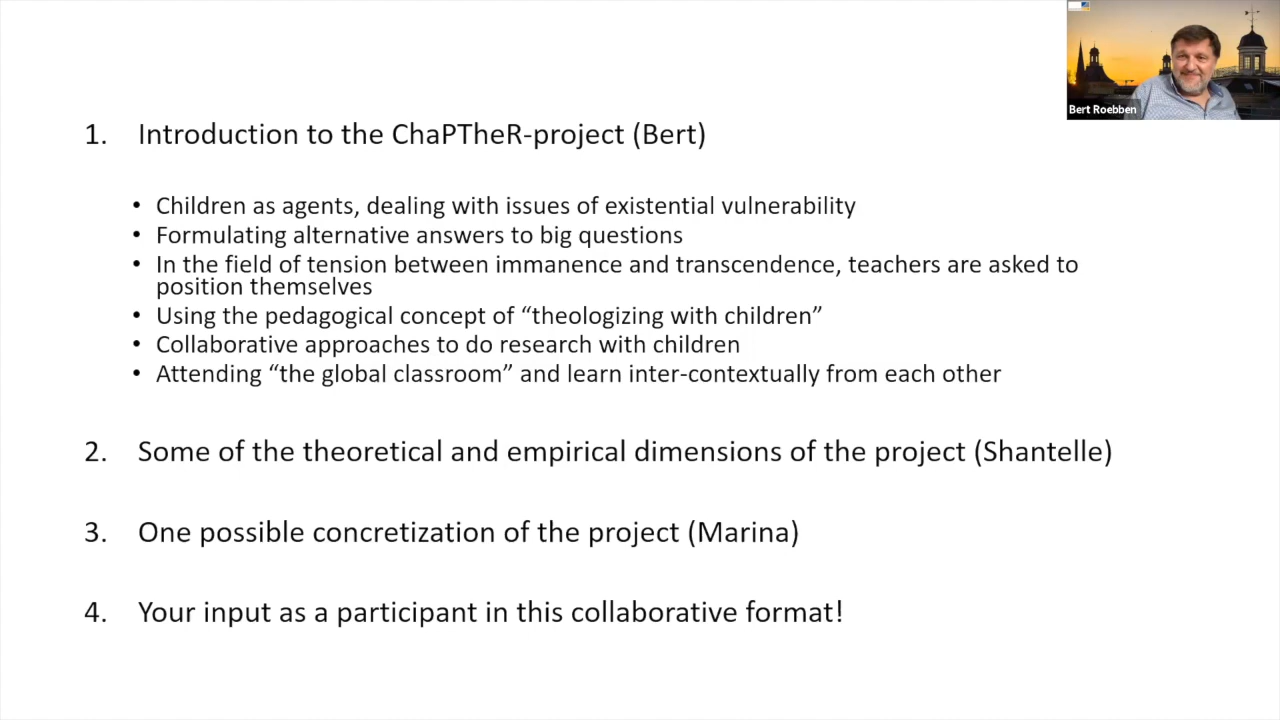 Bert Roebben
1. Introduction to the ChaPTheR-project (Bert)
• Children as agents, dealing with issues of existential vulnerability
• Formulating alternative answers to big questions
• In the field of tension between immanence and transcendence, teachers are asked to
position themselves
• Using the pedagogical concept of “theologizing with children”
• Collaborative approaches to do research with children
• Attending “the global classroom” and learn inter-contextually from each other
2. Some of the theoretical and empirical dimensions of the project (Shantelle)
3. One possible concretization of the project (Marina)
4. Your input as a participant in this collaborative format!